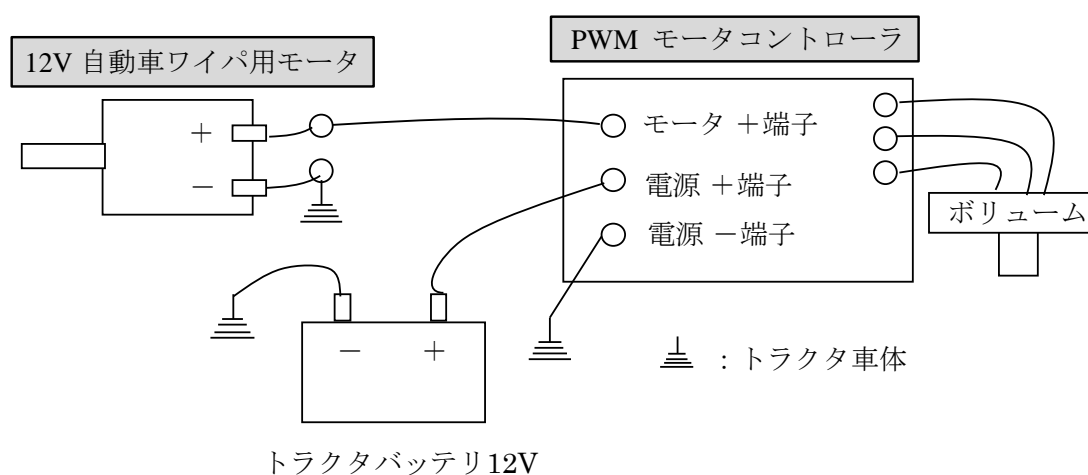 PWM モータコントローラ
12V 自動車ワイパ用モータ
＋
－
モータ ＋端子
電源 ＋端子
電源 －端子
ボリューム
－ ＋
：トラクタ車体
トラクタバッテリ12V